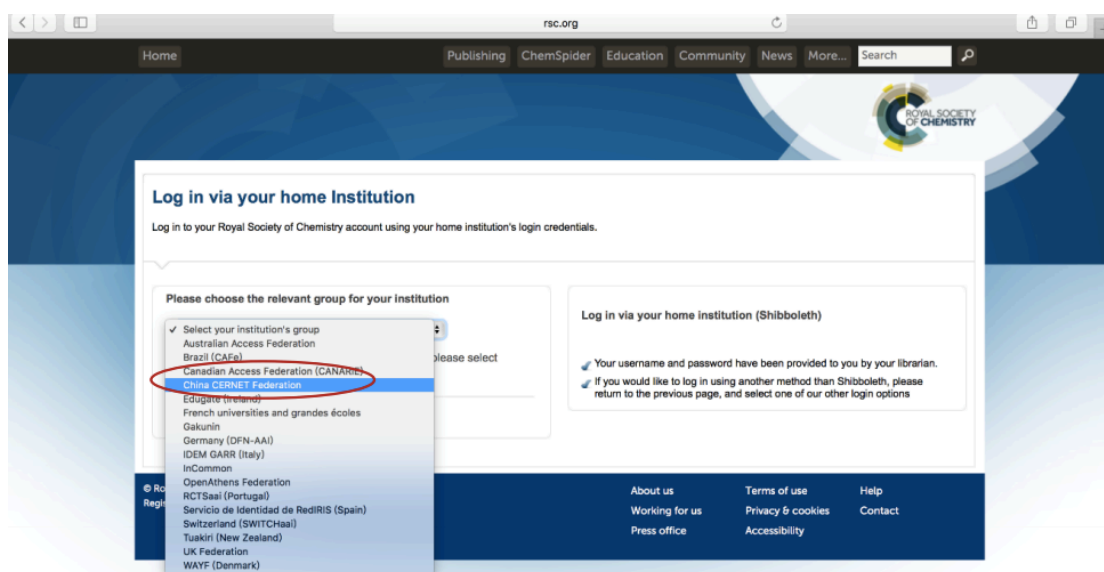 rsc.org
Home Publishing ChemSpider Education Community News More... Search
ROYAL SOCIETY
OF CHEMISTRY
Log in via your home Institution
Log in to your Royal Society of Chemistry account using your home institution's login credentials.
Please choose the relevant group for your institution
✓ Select your institution's group
Australian Access Federation
Brazil (CAFe)
please select
Canadian Access Federation (CANARIE)
China CERNET Federation
Edugate (Ireland)
French universities and grandes écoles
Gakunin
Germany (DFN-AAI)
IDEM GARR (Italy)
InCommon
OpenAthens Federation
RCTSaai (Portugal)
Servicio de Identidad de RedIRIS (Spain)
Switzerland (SWITCHaai)
Tuakiri (New Zealand)
UK Federation
WAYF (Denmark)
Log in via your home institution (Shibboleth)
Your username and password have been provided to you by your librarian.
If you would like to log in using another method than Shibboleth, please
return to the previous page, and select one of our other login options
© Ro
Regis
About us Terms of use Help
Working for us Privacy & cookies Contact
Press office Accessibility